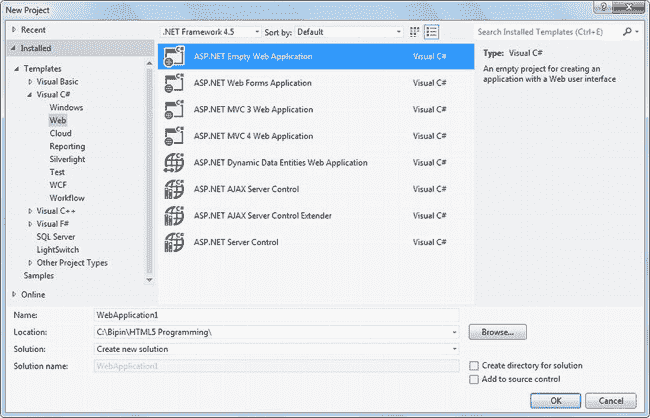 New Project
Recent
.NET Framework 4.5
Sort by: Default
Search Installed Templates (Ctrl+E)
Installed
Templates
Visual Basic
Visual C#
Windows
Web
Cloud
Reporting
Silverlight
Test
WCF
Workflow
Visual C++
Visual F#
SQL Server
LightSwitch
Other Project Types
Samples
Online
ASP.NET Empty Web Application Visual C#
ASP.NET Web Forms Application Visual C#
ASP.NET MVC 3 Web Application Visual C#
ASP.NET MVC 4 Web Application Visual C#
ASP.NET Dynamic Data Entities Web Application Visual C#
ASP.NET AJAX Server Control Visual C#
ASP.NET AJAX Server Control Extender Visual C#
ASP.NET Server Control Visual C#
Type: Visual C#
An empty project for creating an
application with a Web user interface
Name: WebApplication1
Location: C:\Bipin\HTML5 Programming\
Browse...
Solution: Create new solution
Solution name: WebApplication1
Create directory for solution
Add to source control
OK Cancel